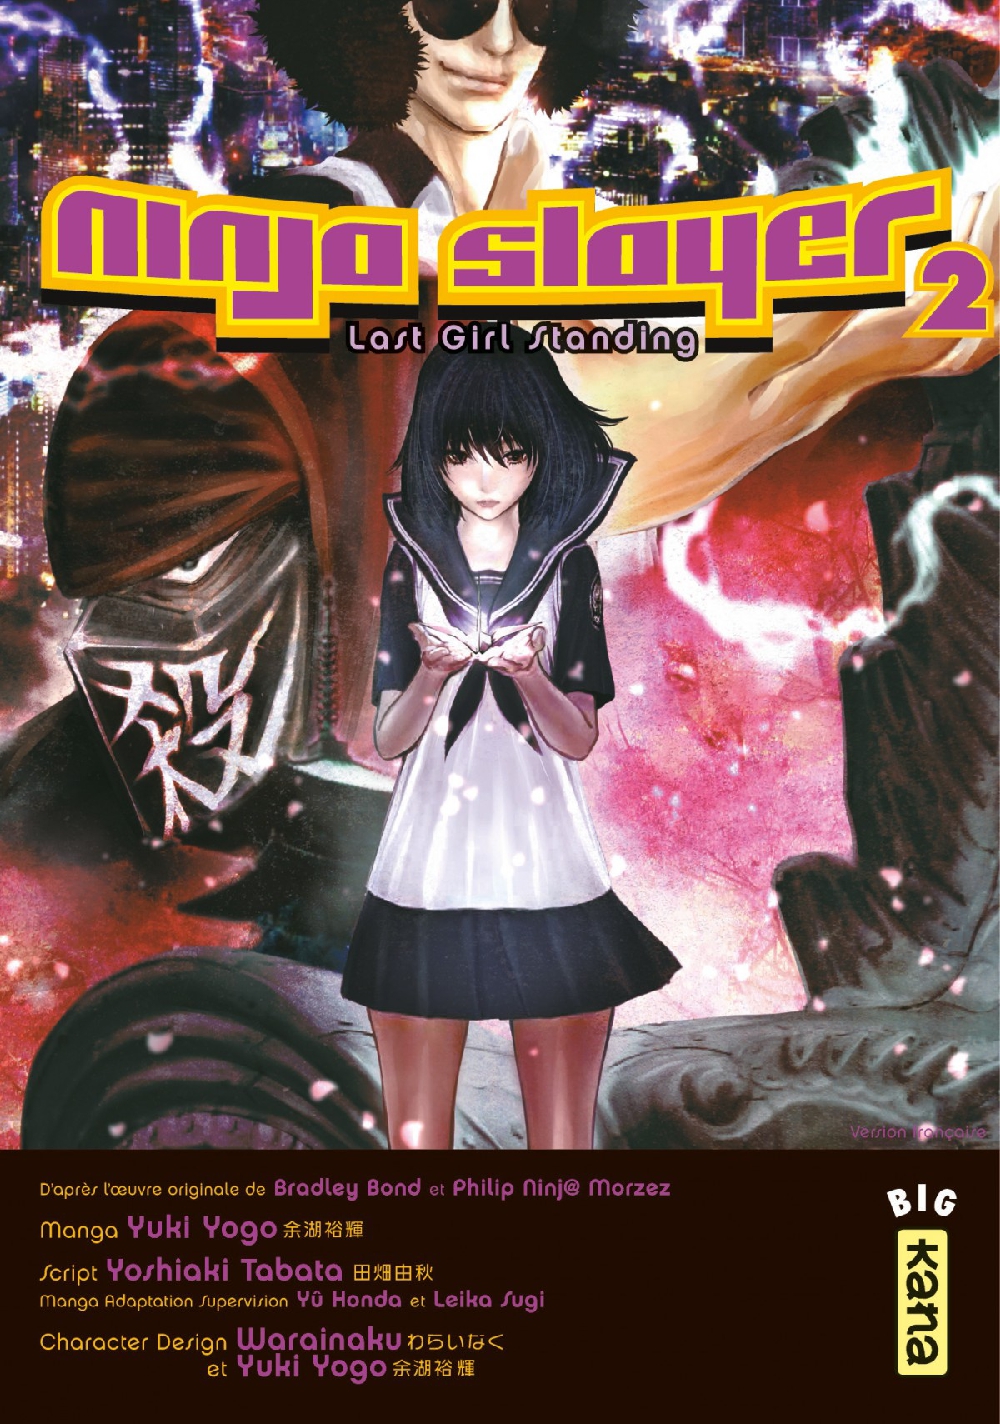 ninja slayer 2
Last Girl Standing
殺
Version française
D'après l'œuvre originale de Bradley Bond et Philip Ninj@ Morzez
Manga Yuki Yogo 余湖裕輝
Script Yoshiaki Tabata 田畑由秋
Manga Adaptation Supervision Yû Honda et Leika Sugi
Character Design Warainaku わらいなく
et Yuki Yogo 余湖裕輝
BIG
kana